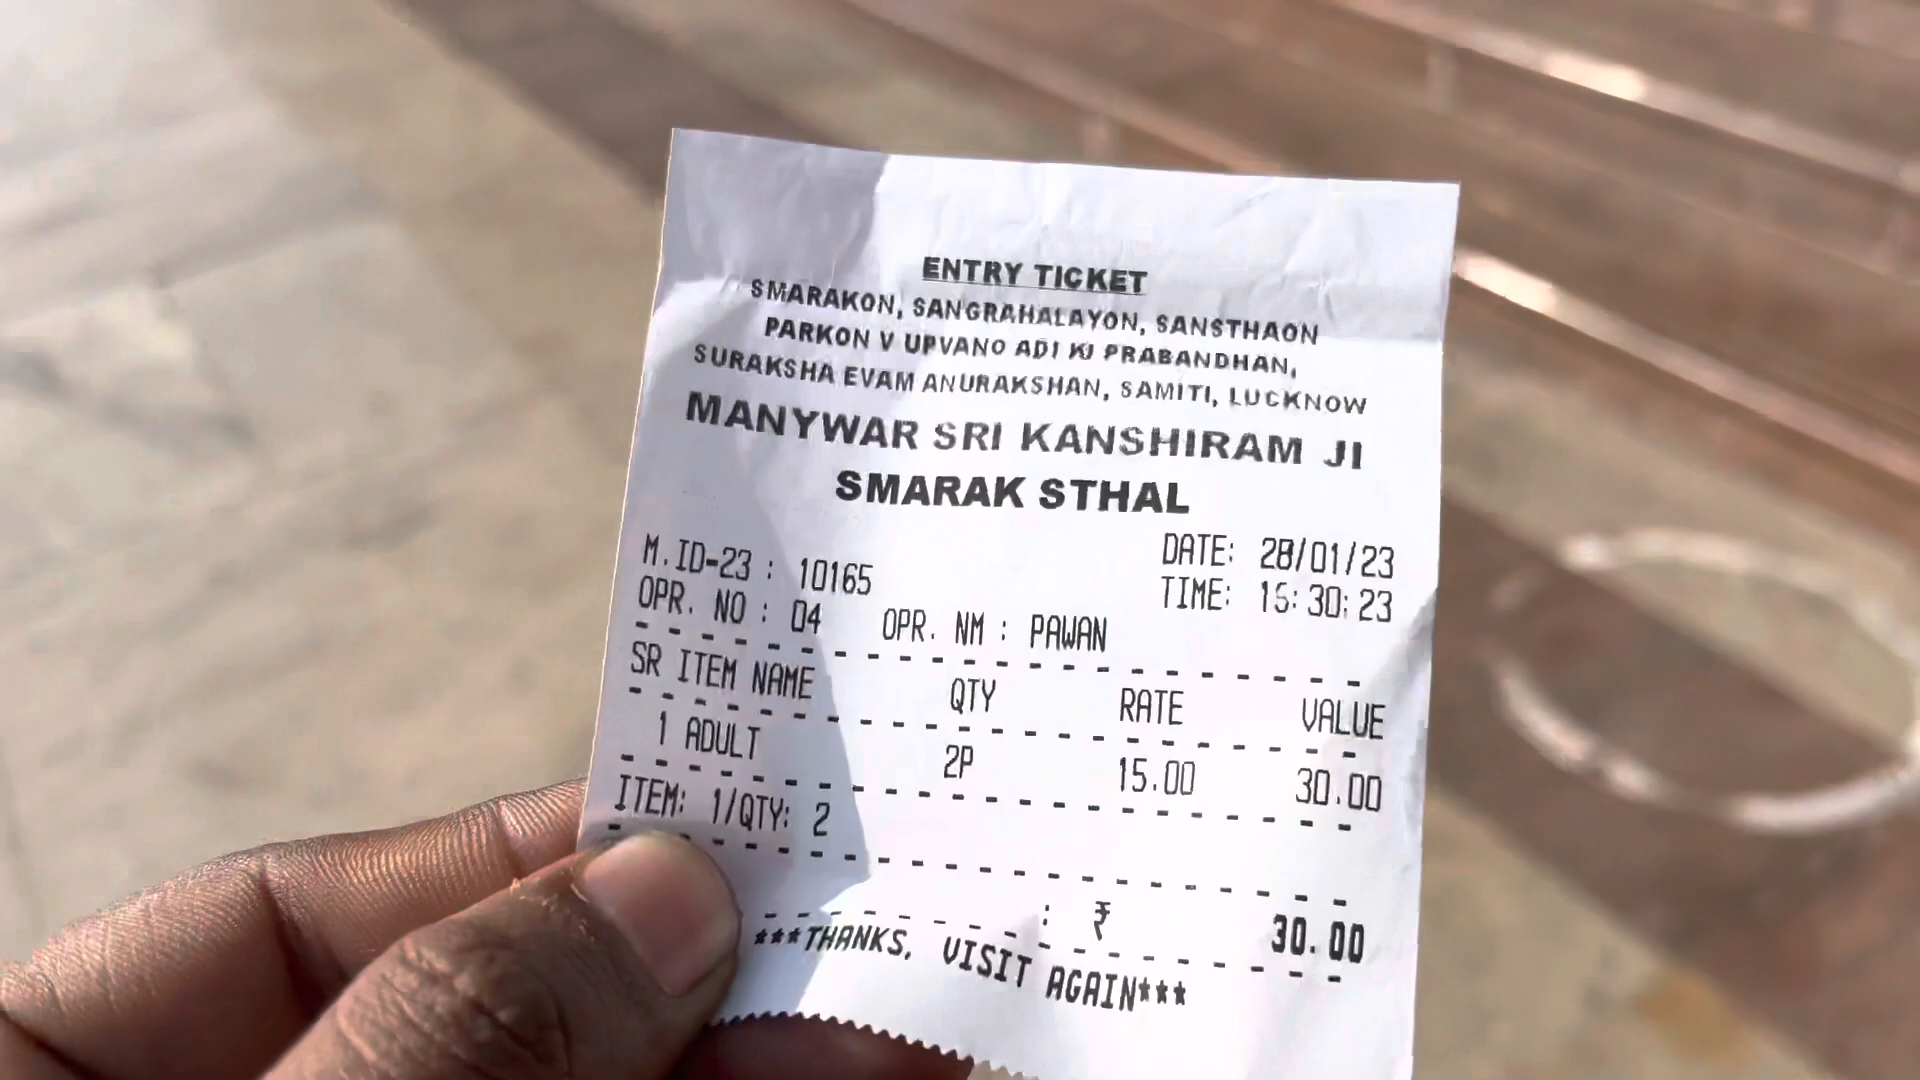 ENTRY TICKET
SMARAKON, SANGRAHALAYON, SANSTHAON
PARKON V UPVANO ADI KI PRABANDHAN,
SURAKSHA EVAM ANURAKSHAN, SAMITI, LUCKNOW
MANYWAR SRI KANSHIRAM JI
SMARAK STHAL
M.ID-23 : 10165 DATE: 28/01/23
TIME: 15:30:23
OPR. NO : 04 OPR. NM : PAWAN
SR ITEM NAME QTY RATE VALUE
1 ADULT 2P 15.00 30.00
ITEM: 1/QTY: 2
: ₹ 30.00
***THANKS, VISIT AGAIN***